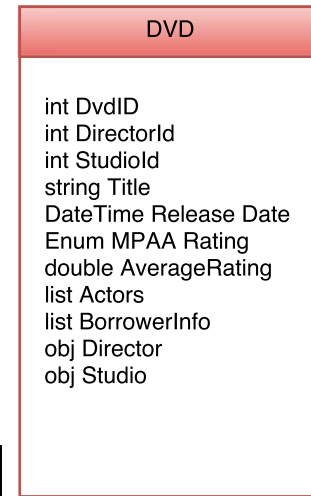 DVD
int DvdID
int DirectorId
int StudioId
string Title
DateTime Release Date
Enum MPAA Rating
double AverageRating
list Actors
list BorrowerInfo
obj Director
obj Studio